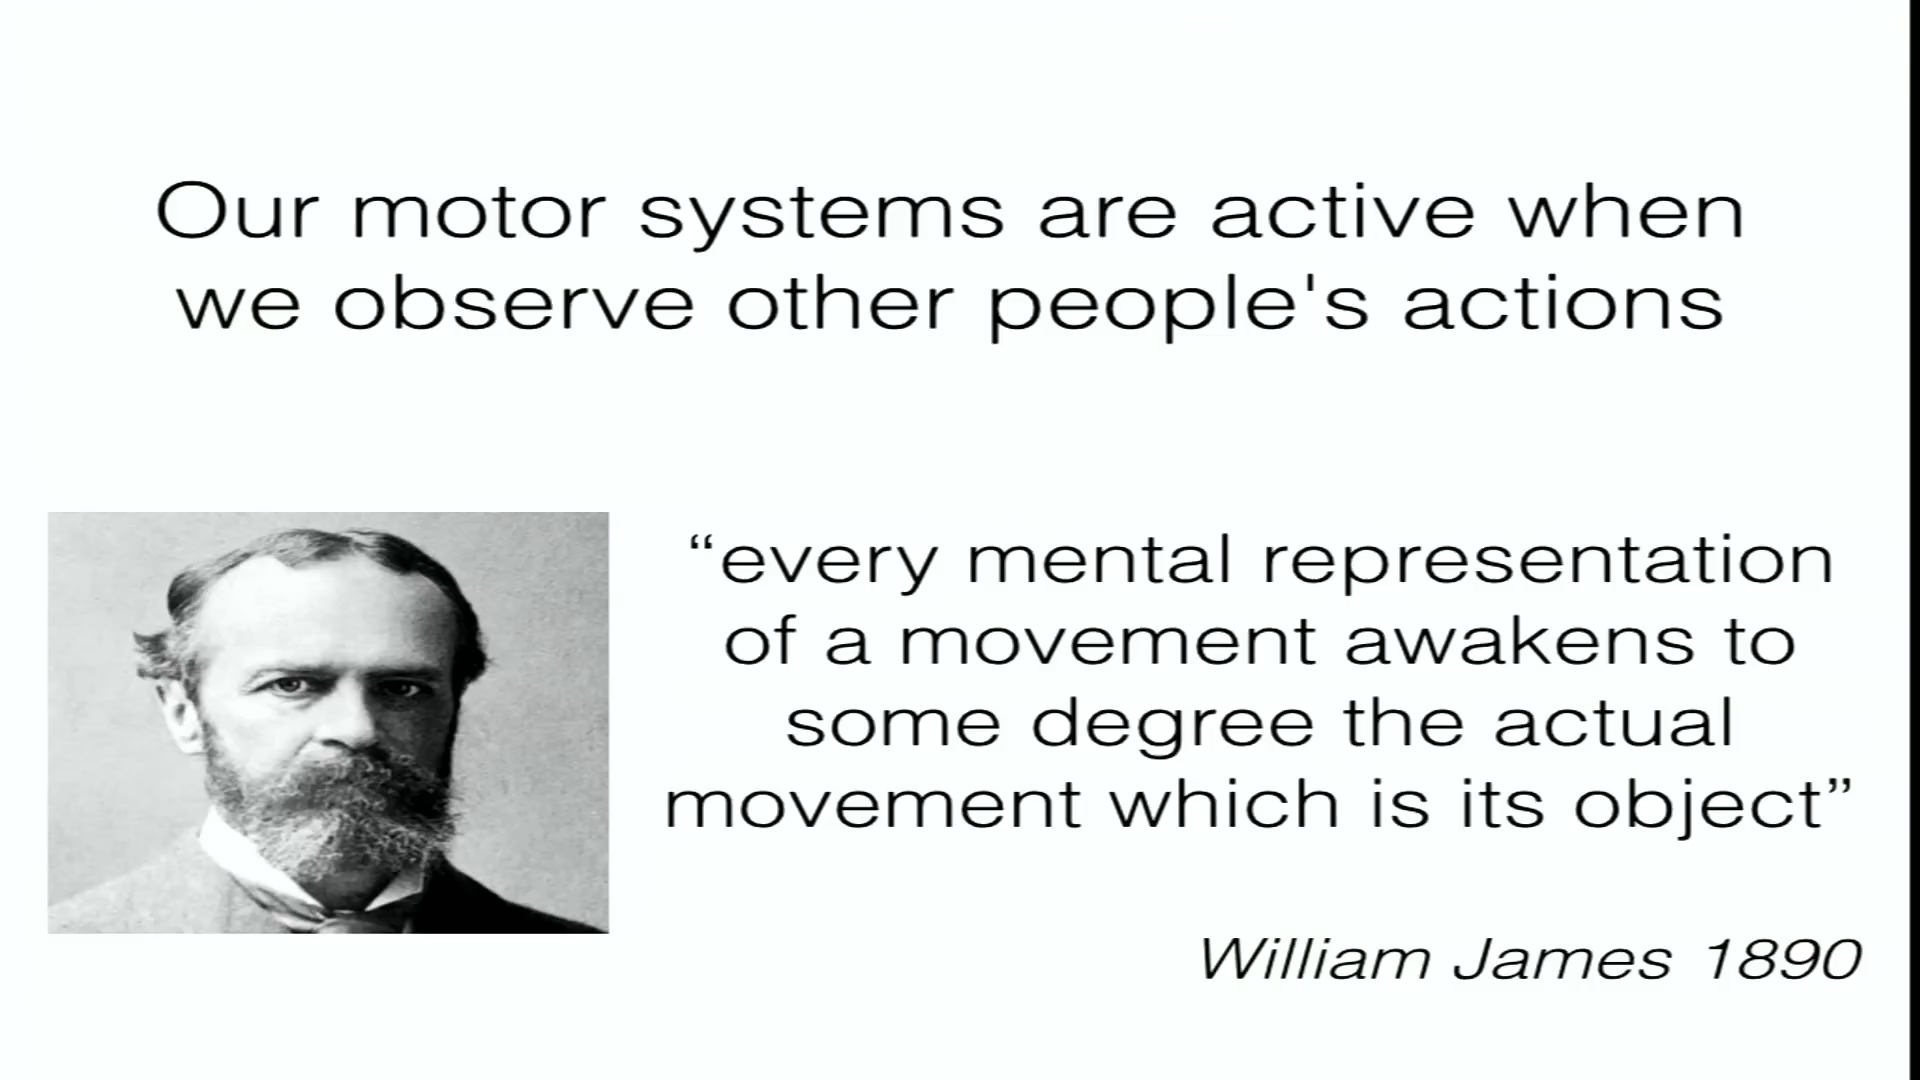 Our motor systems are active when
we observe other people's actions
“every mental representation
of a movement awakens to
some degree the actual
movement which is its object”
William James 1890